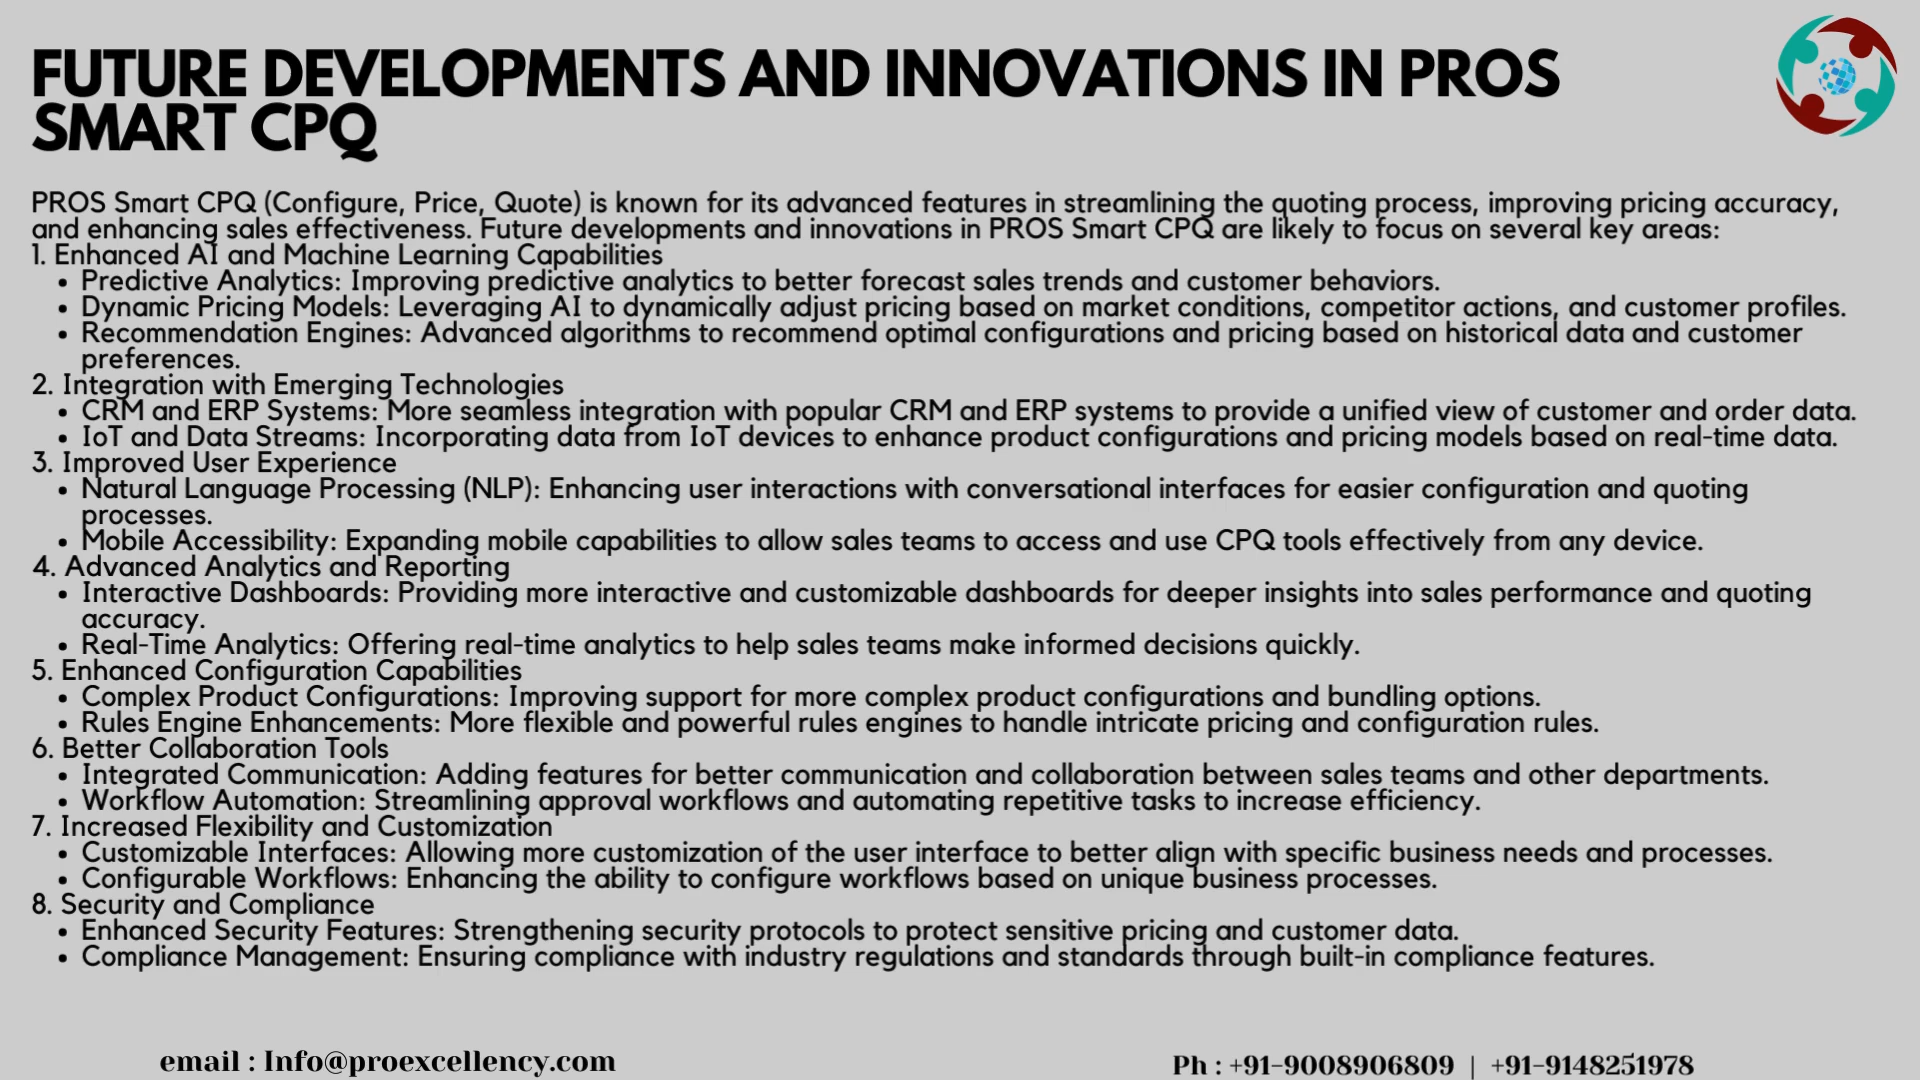 FUTURE DEVELOPMENTS AND INNOVATIONS IN PROS
SMART CPQ
PROS Smart CPQ (Configure, Price, Quote) is known for its advanced features in streamlining the quoting process, improving pricing accuracy,
and enhancing sales effectiveness. Future developments and innovations in PROS Smart CPQ are likely to focus on several key areas:
1. Enhanced AI and Machine Learning Capabilities
• Predictive Analytics: Improving predictive analytics to better forecast sales trends and customer behaviors.
• Dynamic Pricing Models: Leveraging AI to dynamically adjust pricing based on market conditions, competitor actions, and customer profiles.
• Recommendation Engines: Advanced algorithms to recommend optimal configurations and pricing based on historical data and customer
preferences.
2. Integration with Emerging Technologies
• CRM and ERP Systems: More seamless integration with popular CRM and ERP systems to provide a unified view of customer and order data.
• IoT and Data Streams: Incorporating data from IoT devices to enhance product configurations and pricing models based on real-time data.
3. Improved User Experience
• Natural Language Processing (NLP): Enhancing user interactions with conversational interfaces for easier configuration and quoting
processes.
• Mobile Accessibility: Expanding mobile capabilities to allow sales teams to access and use CPQ tools effectively from any device.
4. Advanced Analytics and Reporting
• Interactive Dashboards: Providing more interactive and customizable dashboards for deeper insights into sales performance and quoting
accuracy.
• Real-Time Analytics: Offering real-time analytics to help sales teams make informed decisions quickly.
5. Enhanced Configuration Capabilities
• Complex Product Configurations: Improving support for more complex product configurations and bundling options.
• Rules Engine Enhancements: More flexible and powerful rules engines to handle intricate pricing and configuration rules.
6. Better Collaboration Tools
• Integrated Communication: Adding features for better communication and collaboration between sales teams and other departments.
• Workflow Automation: Streamlining approval workflows and automating repetitive tasks to increase efficiency.
7. Increased Flexibility and Customization
• Customizable Interfaces: Allowing more customization of the user interface to better align with specific business needs and processes.
• Configurable Workflows: Enhancing the ability to configure workflows based on unique business processes.
8. Security and Compliance
• Enhanced Security Features: Strengthening security protocols to protect sensitive pricing and customer data.
• Compliance Management: Ensuring compliance with industry regulations and standards through built-in compliance features.
email : Info@proexcellency.com
Ph : +91-9008906809 | +91-9148251978